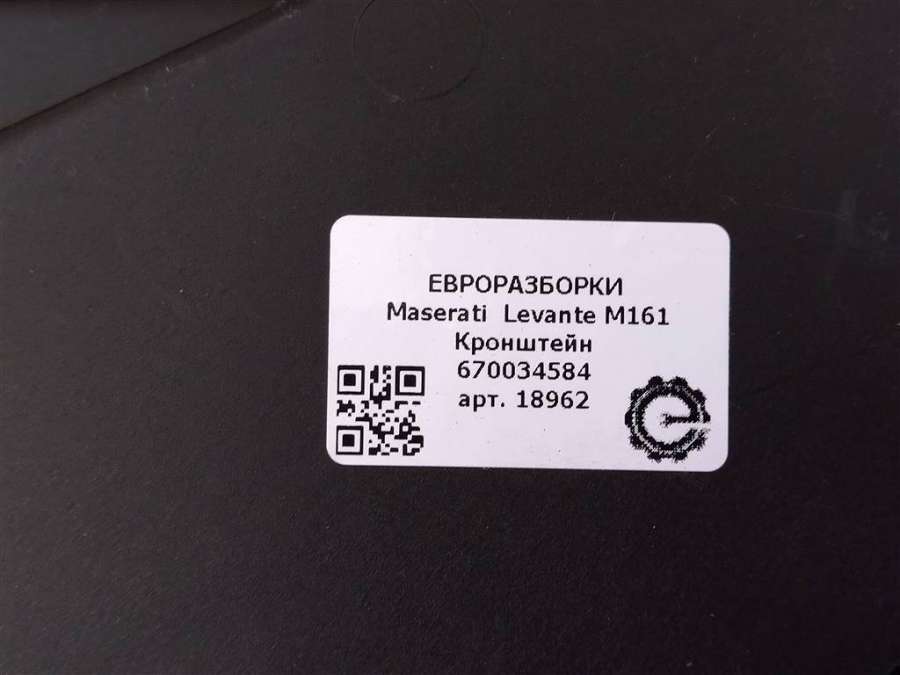 ЕВРОРАЗБОРКИ
Maserati Levante M161
Кронштейн
670034584
арт. 18962